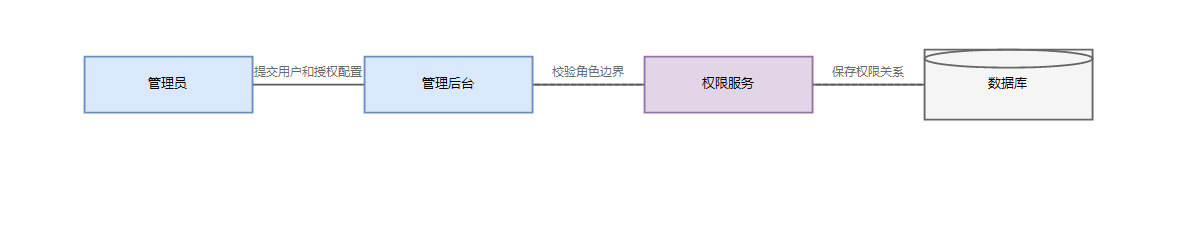 管理员
提交用户和授权配置
管理后台
校验角色边界
权限服务
保存权限关系
数据库